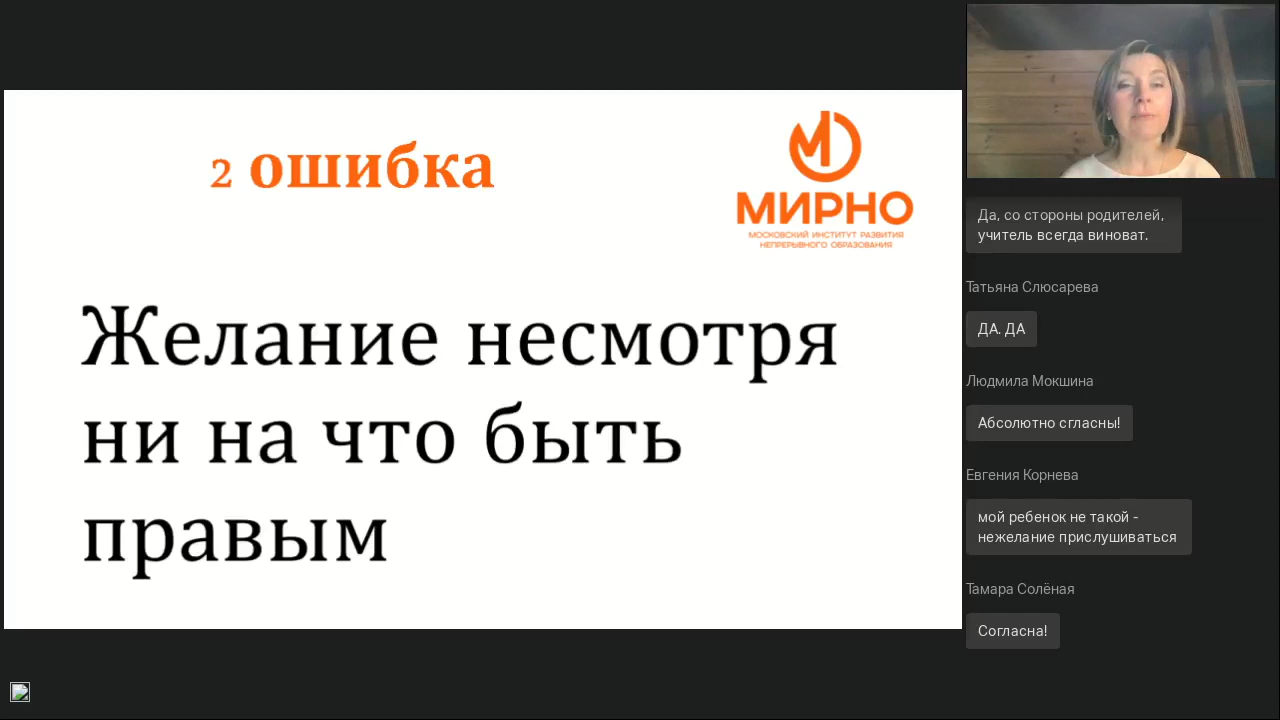 2 ошибка
МИРНО
МОСКОВСКИЙ ИНСТИТУТ РАЗВИТИЯ
НЕПРЕРЫВНОГО ОБРАЗОВАНИЯ
Желание несмотря
ни на что быть
правым
Да, со стороны родителей,
учитель всегда виноват.
Татьяна Слюсарева
ДА. ДА
Людмила Мокшина
Абсолютно сгласны!
Евгения Корнева
мой ребенок не такой -
нежелание прислушиваться
Тамара Солёная
Согласна!